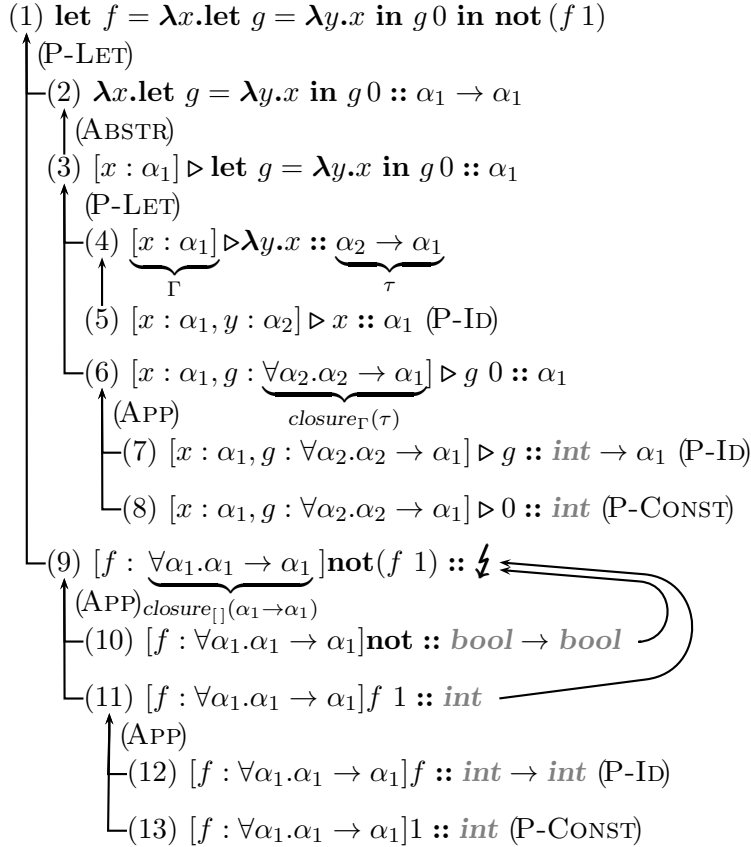 (1) let f = λx.let g = λy.x in g 0 in not (f 1)
(P-LET)
(2) λx.let g = λy.x in g 0 :: α₁ → α₁
(ABSTR)
(3) [x : α₁] ▷ let g = λy.x in g 0 :: α₁
(P-LET)
(4) [x : α₁] ▷ λy.x :: α₂ → α₁
Γ τ
(5) [x : α₁, y : α₂] ▷ x :: α₁ (P-ID)
(6) [x : α₁, g : ∀α₂.α₂ → α₁] ▷ g 0 :: α₁
closure_Γ(τ)
(APP)
(7) [x : α₁, g : ∀α₂.α₂ → α₁] ▷ g :: int → α₁ (P-ID)
(8) [x : α₁, g : ∀α₂.α₂ → α₁] ▷ 0 :: int (P-CONST)
(9) [f : ∀α₁.α₁ → α₁ ]not(f 1) :: ↯
(APP) closure_[](α₁→α₁)
(10) [f : ∀α₁.α₁ → α₁]not :: bool → bool
(11) [f : ∀α₁.α₁ → α₁]f 1 :: int
(APP)
(12) [f : ∀α₁.α₁ → α₁]f :: int → int (P-ID)
(13) [f : ∀α₁.α₁ → α₁]1 :: int (P-CONST)